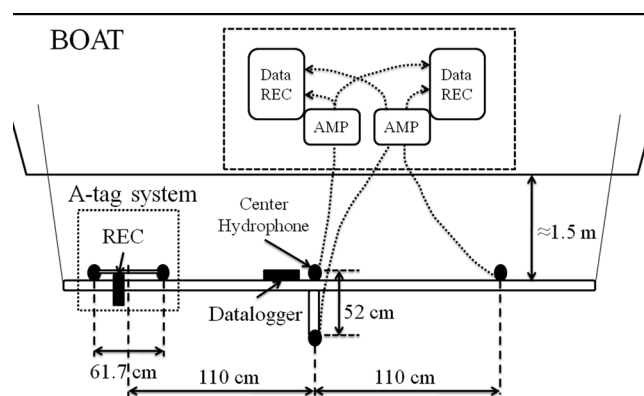 BOAT
Data
REC
Data
REC
AMP
AMP
A-tag system
REC
Center
Hydrophone
≈1.5 m
Datalogger
52 cm
61.7 cm
110 cm
110 cm